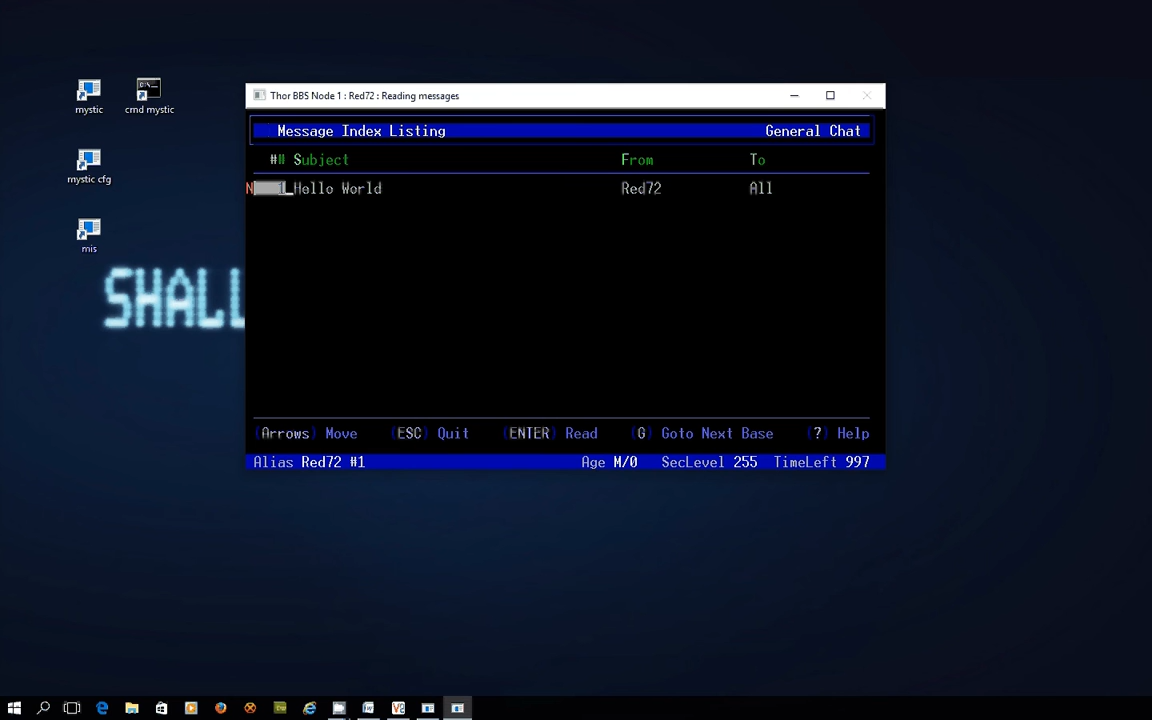 mystic
cmd mystic
mystic cfg
mis
SHALL
Thor BBS Node 1 : Red72 : Reading messages
Message Index Listing General Chat
## Subject From To
N 1 Hello World Red72 All
(Arrows) Move (ESC) Quit (ENTER) Read (G) Goto Next Base (?) Help
Alias Red72 #1 Age M/0 SecLevel 255 TimeLeft 997